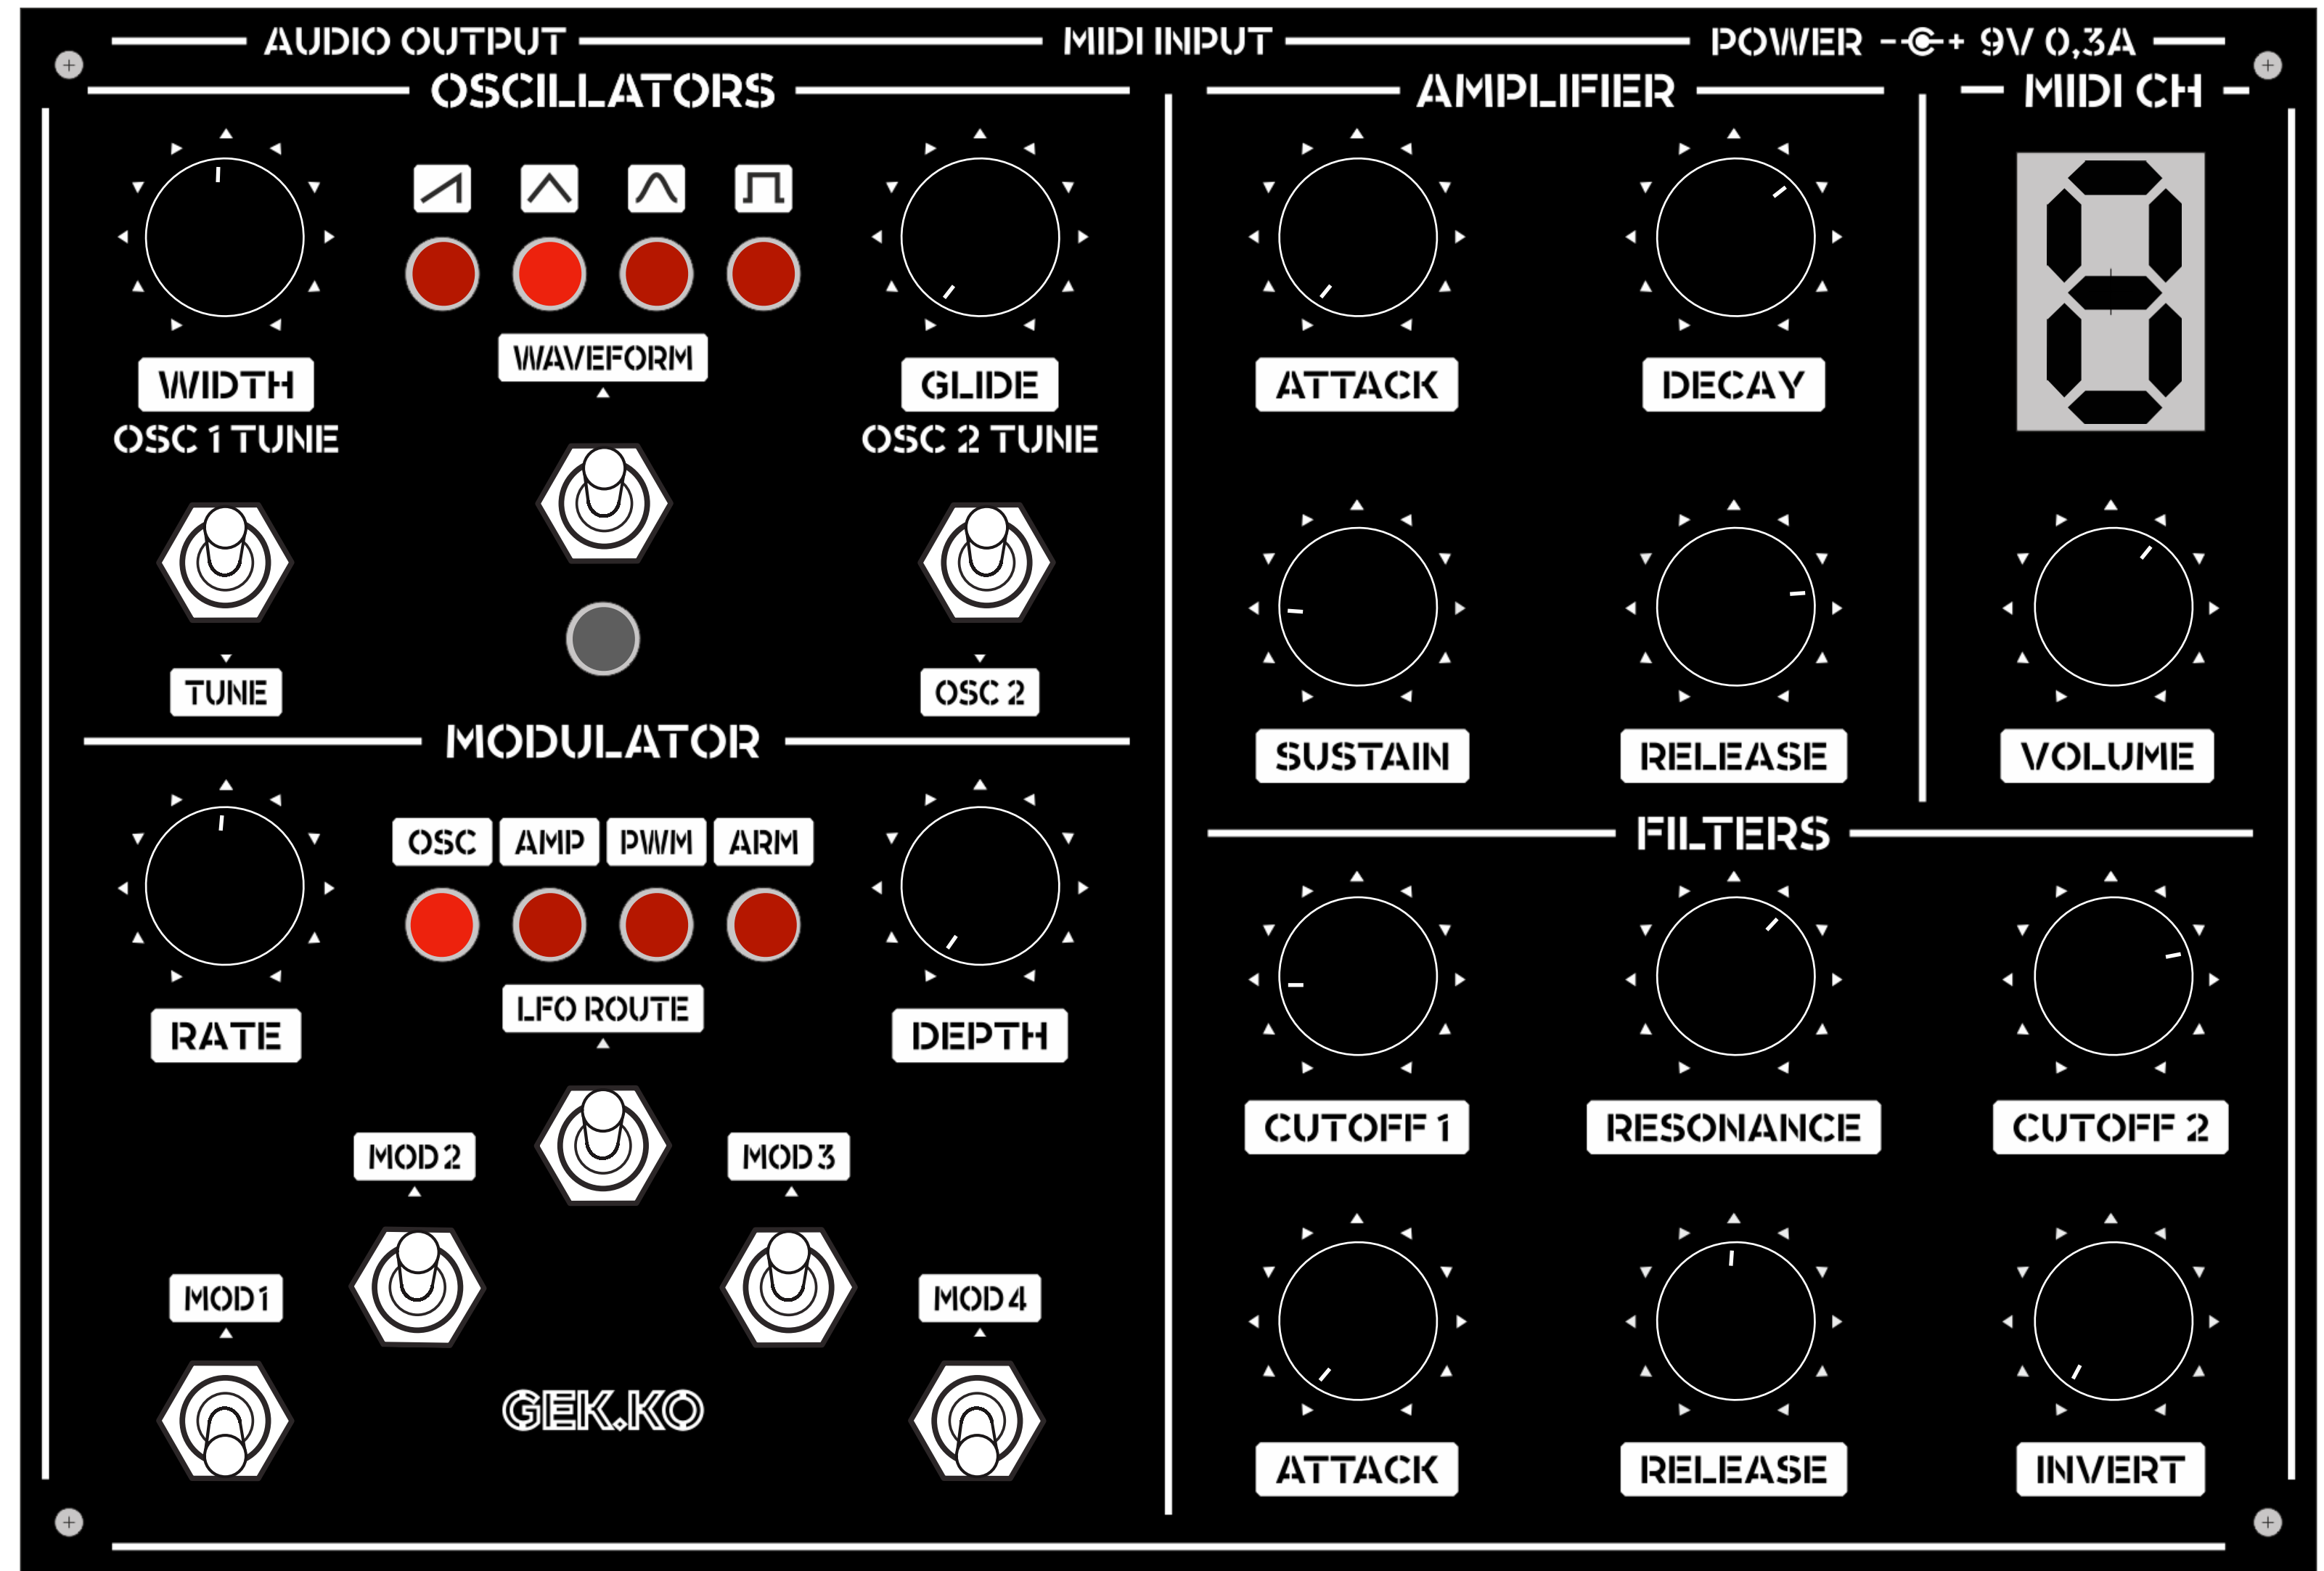 AUDIO OUTPUT MIDI INPUT POWER - + 9V 0,3A
OSCILLATORS AMPLIFIER MIDI CH
WAVEFORM
WIDTH GLIDE ATTACK DECAY
OSC 1 TUNE OSC 2 TUNE
TUNE OSC 2
MODULATOR
SUSTAIN RELEASE VOLUME
FILTERS
OSC AMP PWM ARM
LFO ROUTE
RATE DEPTH
CUTOFF 1 RESONANCE CUTOFF 2
MOD 2 MOD 3
MOD 1 MOD 4
GEK.KO
ATTACK RELEASE INVERT